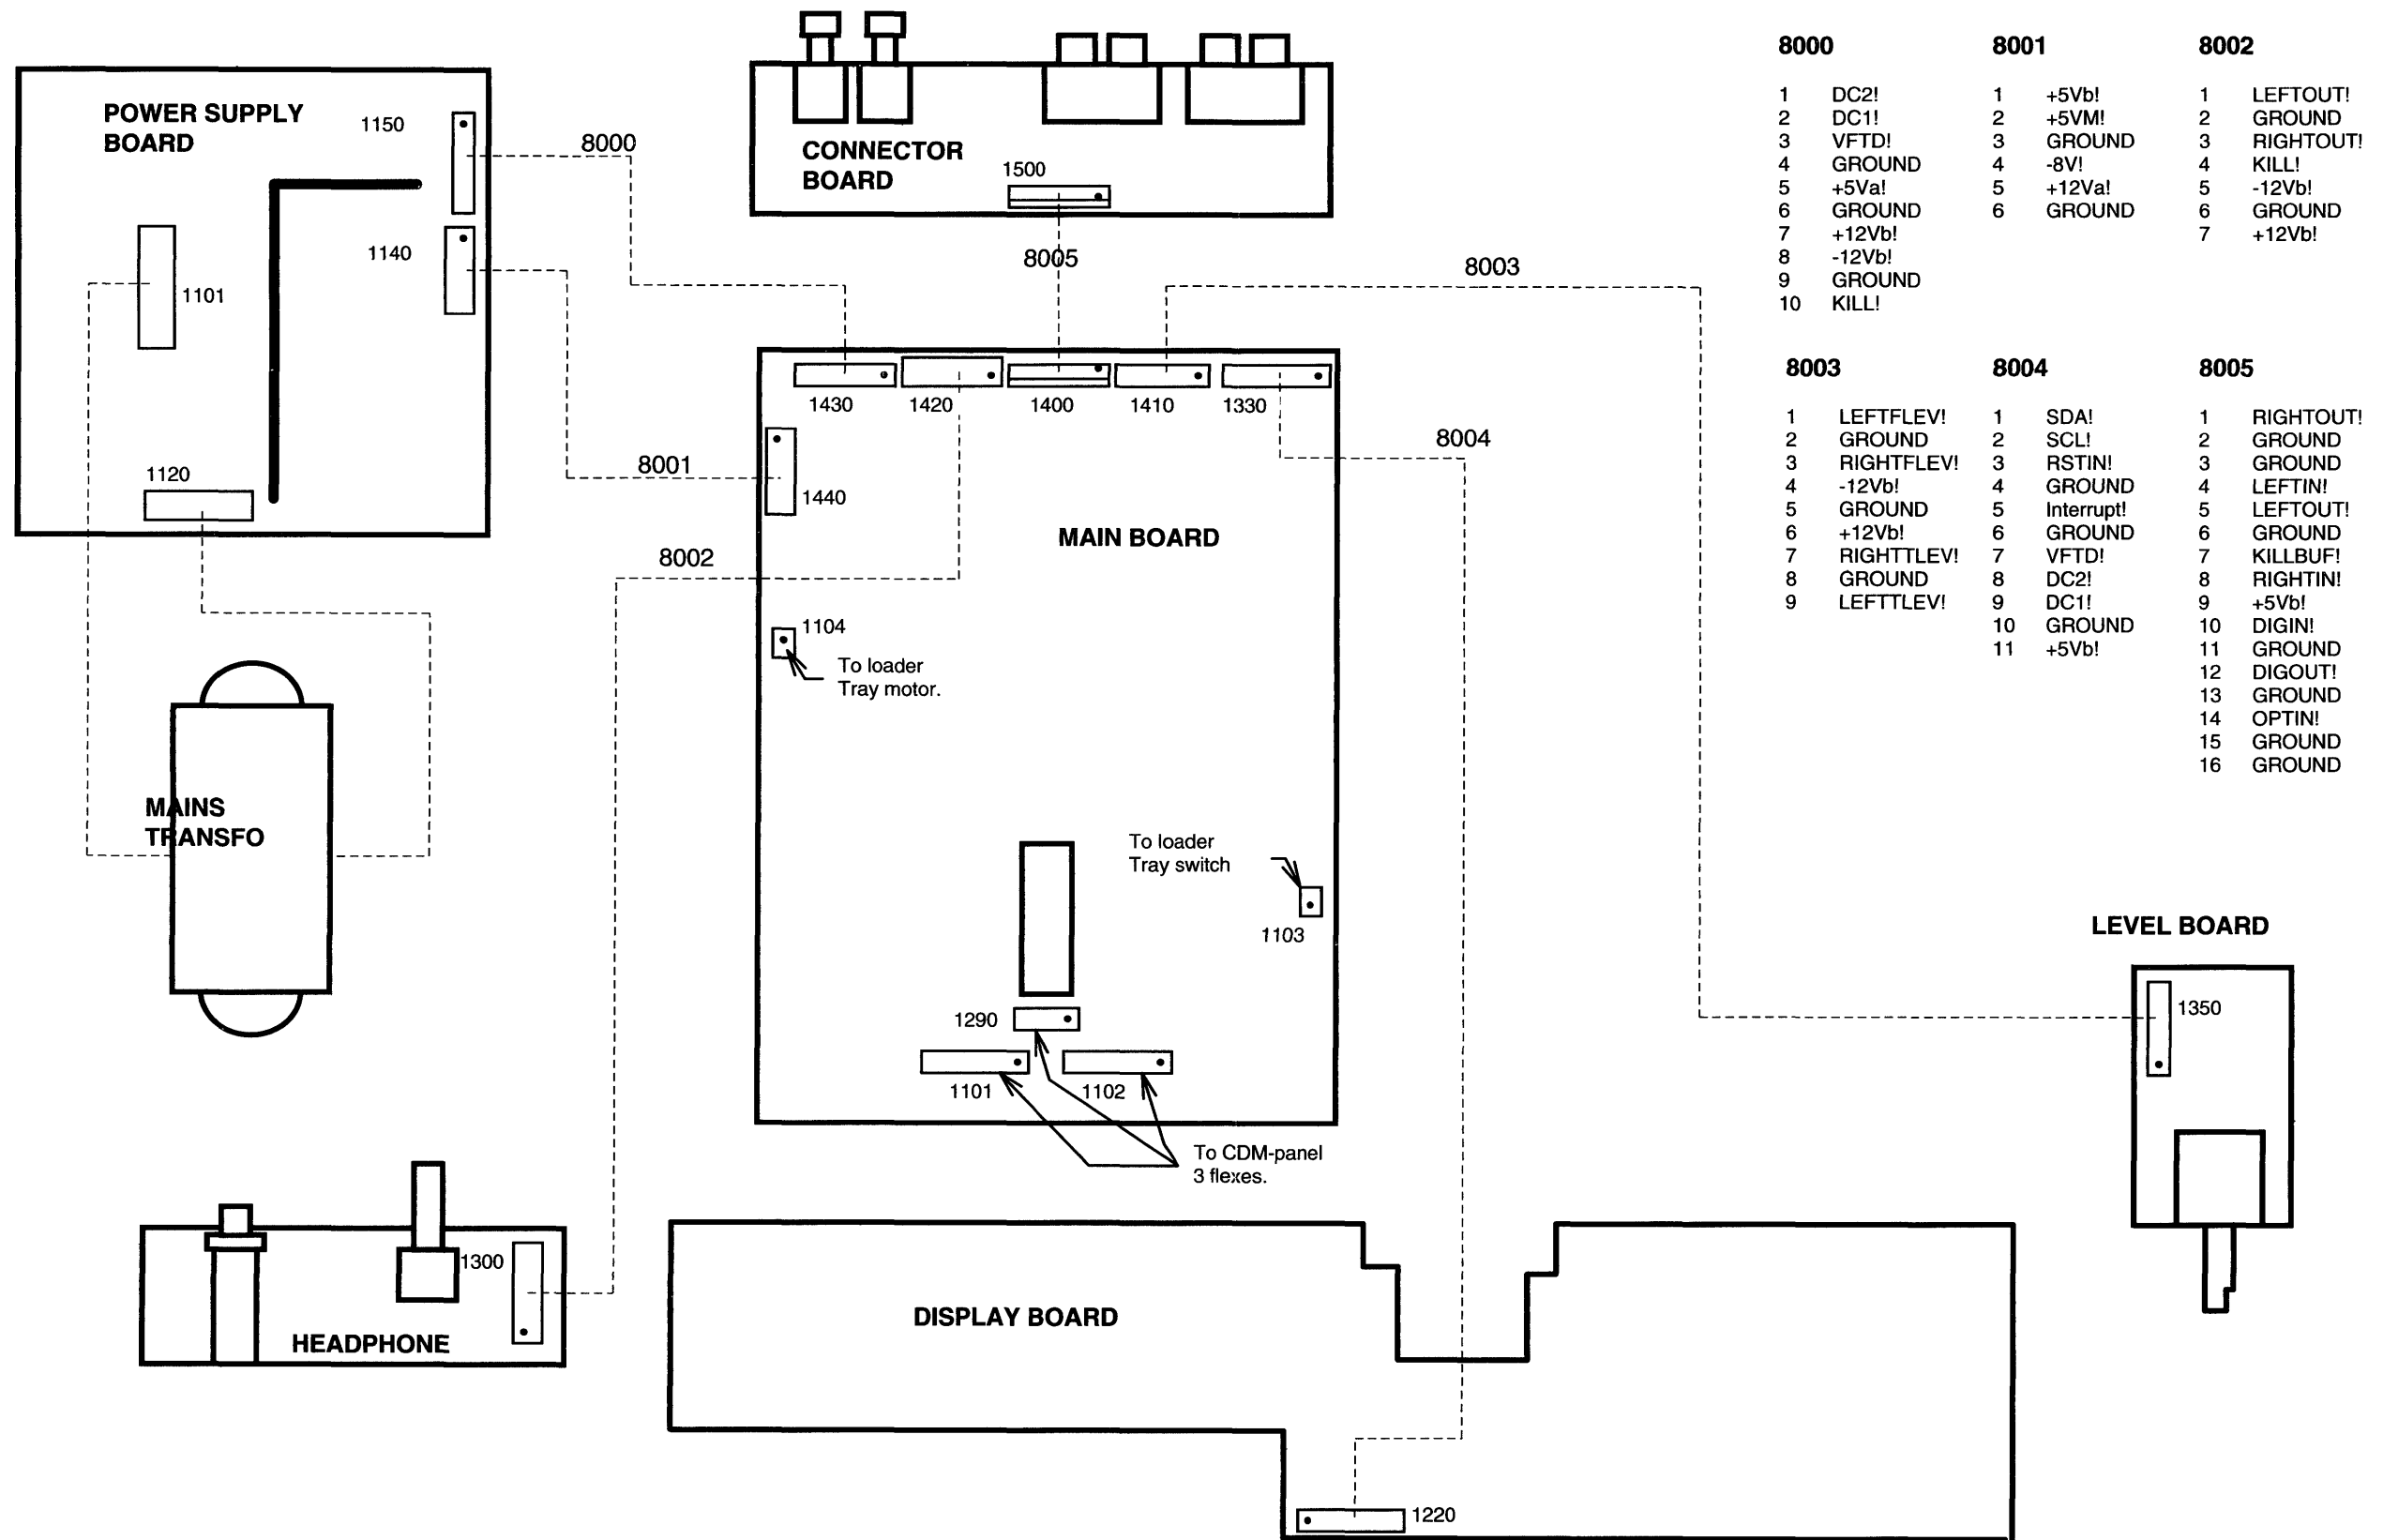 POWER SUPPLY
BOARD
1150
1140
1101
1120
8000
8001
8002
CONNECTOR
BOARD
1500
8005
8003
8004
1430
1420
1400
1410
1330
1440
MAIN BOARD
1104
To loader
Tray motor.
To loader
Tray switch
1103
1290
1101
1102
To CDM-panel
3 flexes.
MAINS
TRANSFO
1300
HEADPHONE
DISPLAY BOARD
1220
LEVEL BOARD
1350
8000
1 DC2!
2 DC1!
3 VFTD!
4 GROUND
5 +5Va!
6 GROUND
7 +12Vb!
8 -12Vb!
9 GROUND
10 KILL!
8001
1 +5Vb!
2 +5VM!
3 GROUND
4 -8V!
5 +12Va!
6 GROUND
8002
1 LEFTOUT!
2 GROUND
3 RIGHTOUT!
4 KILL!
5 -12Vb!
6 GROUND
7 +12Vb!
8003
1 LEFTFLEV!
2 GROUND
3 RIGHTFLEV!
4 -12Vb!
5 GROUND
6 +12Vb!
7 RIGHTTLEV!
8 GROUND
9 LEFTTLEV!
8004
1 SDA!
2 SCL!
3 RSTIN!
4 GROUND
5 Interrupt!
6 GROUND
7 VFTD!
8 DC2!
9 DC1!
10 GROUND
11 +5Vb!
8005
1 RIGHTOUT!
2 GROUND
3 GROUND
4 LEFTIN!
5 LEFTOUT!
6 GROUND
7 KILLBUF!
8 RIGHTIN!
9 +5Vb!
10 DIGIN!
11 GROUND
12 DIGOUT!
13 GROUND
14 OPTIN!
15 GROUND
16 GROUND